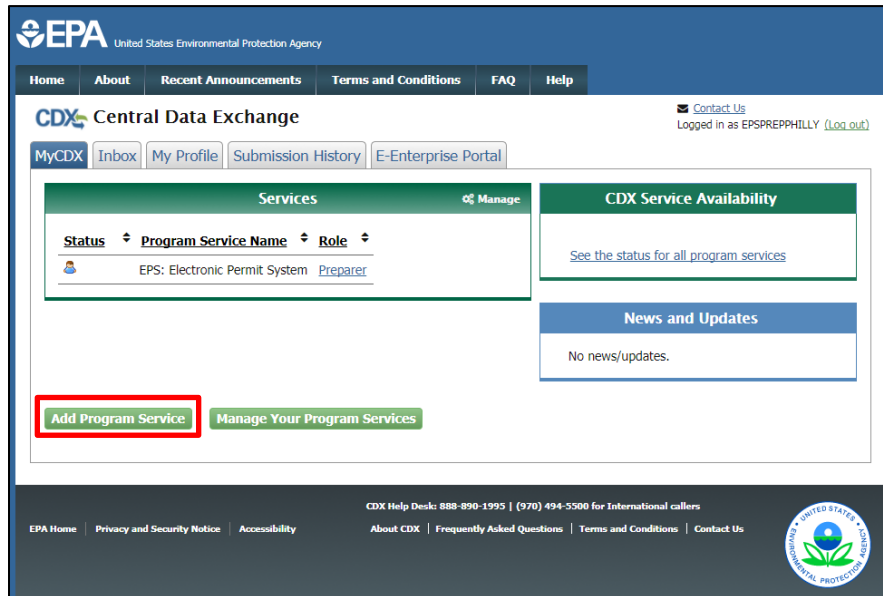 EPA United States Environmental Protection Agency
Home About Recent Announcements Terms and Conditions FAQ Help
CDX Central Data Exchange
Contact Us
Logged in as EPSPREPPHILLY (Log out)
MyCDX Inbox My Profile Submission History E-Enterprise Portal
Services Manage
Status Program Service Name Role
EPS: Electronic Permit System Preparer
CDX Service Availability
See the status for all program services
News and Updates
No news/updates.
Add Program Service Manage Your Program Services
CDX Help Desk: 888-890-1995 | (970) 494-5500 for International callers
EPA Home Privacy and Security Notice Accessibility About CDX | Frequently Asked Questions | Terms and Conditions | Contact Us
UNITED STATES
ENVIRONMENTAL PROTECTION AGENCY